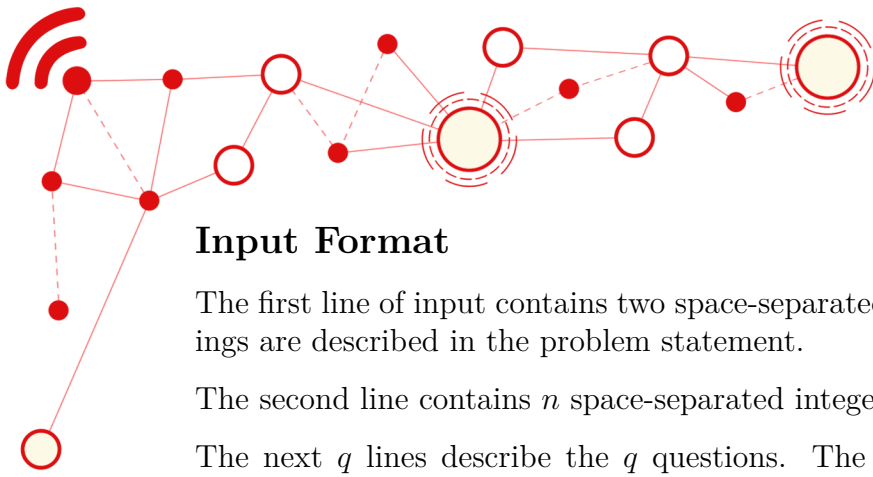 Input Format
The first line of input contains two space-separated
ings are described in the problem statement.
The second line contains n space-separated
The next q lines describe the q questions. The